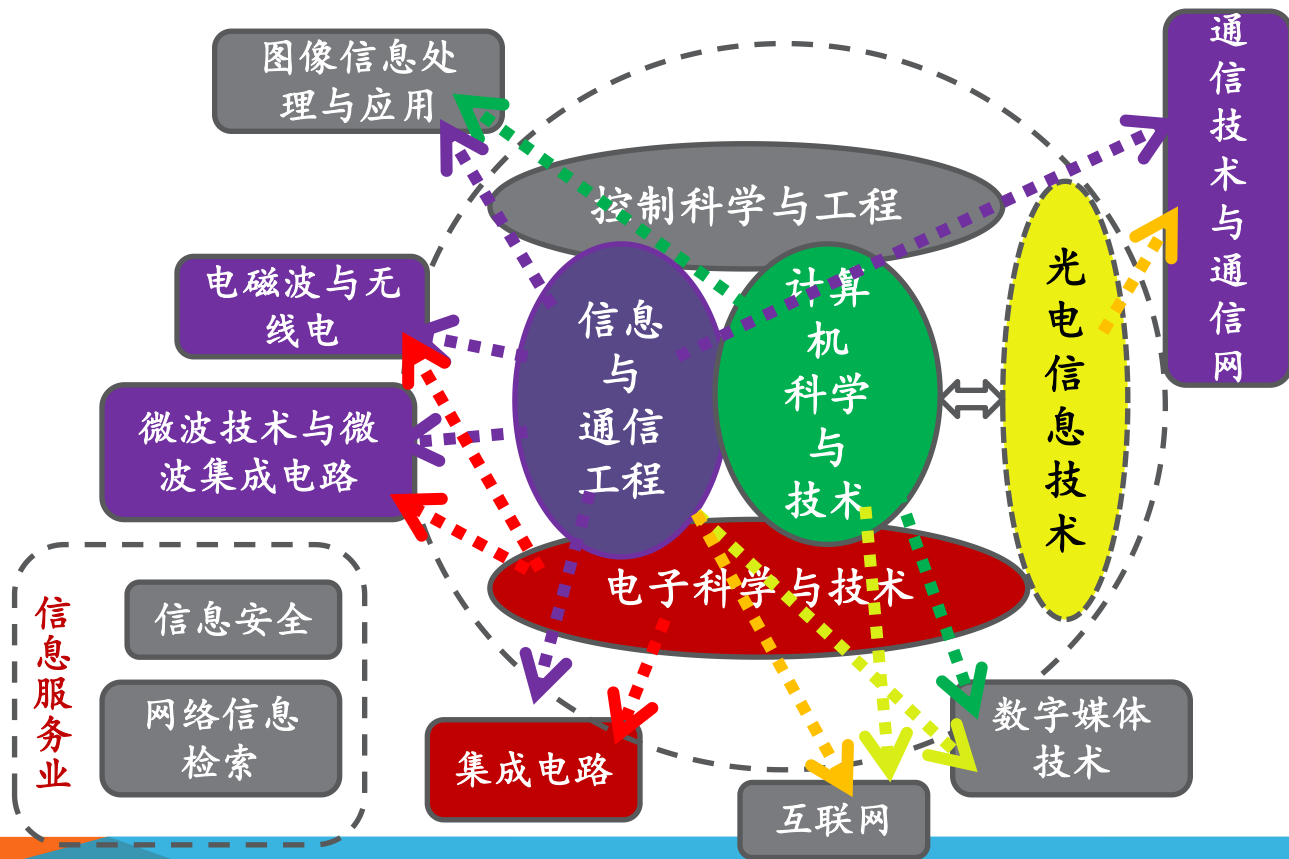 图像信息处
理与应用
通
信
技
术
与
通
信
网
控制科学与工程
电磁波与无
线电
信息
与
通信
工程
计算
机
科学
与
技术
光
电
信
息
技
术
微波技术与微
波集成电路
电子科学与技术
信
息
服
务
业
信息安全
网络信息
检索
集成电路
数字媒体
技术
互联网